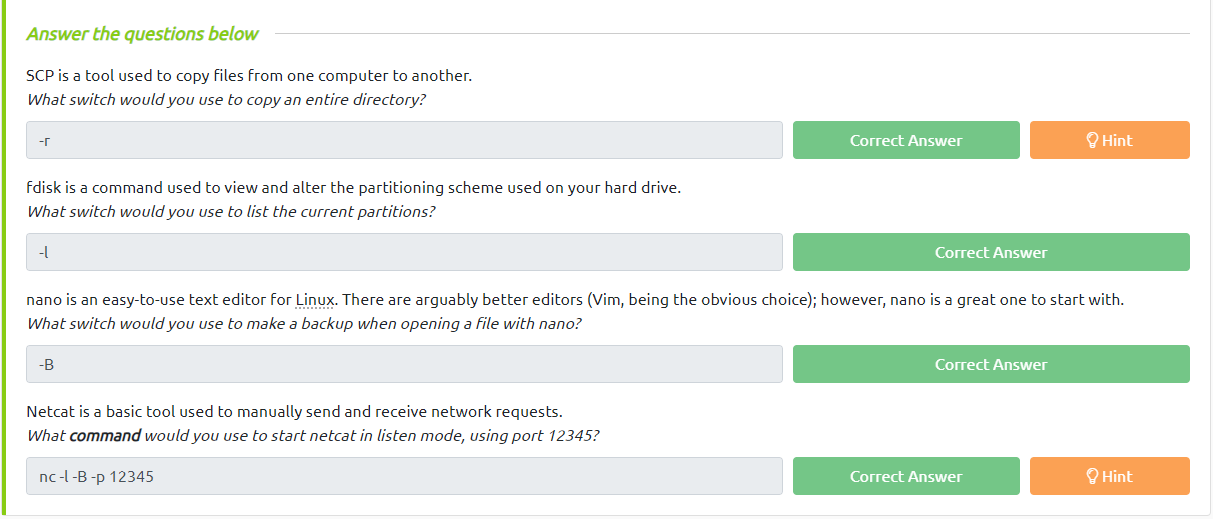 Answer the questions below
SCP is a tool used to copy files from one computer to another.
What switch would you use to copy an entire directory?
-r
Correct Answer
Hint
fdisk is a command used to view and alter the partitioning scheme used on your hard drive.
What switch would you use to list the current partitions?
-l
Correct Answer
nano is an easy-to-use text editor for Linux. There are arguably better editors (Vim, being the obvious choice); however, nano is a great one to start with.
What switch would you use to make a backup when opening a file with nano?
-B
Correct Answer
Netcat is a basic tool used to manually send and receive network requests.
What command would you use to start netcat in listen mode, using port 12345?
nc -l -B -p 12345
Correct Answer
Hint